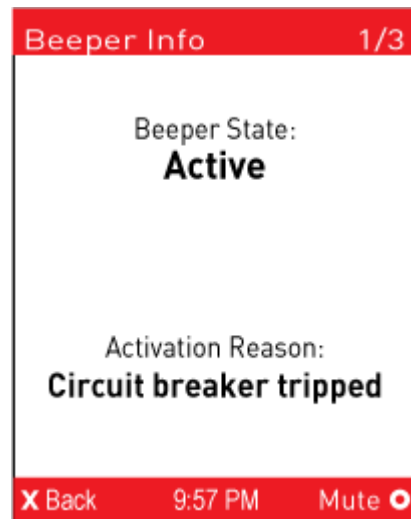 Beeper Info 1/3
Beeper State:
Active
Activation Reason:
Circuit breaker tripped
X Back 9:57 PM Mute